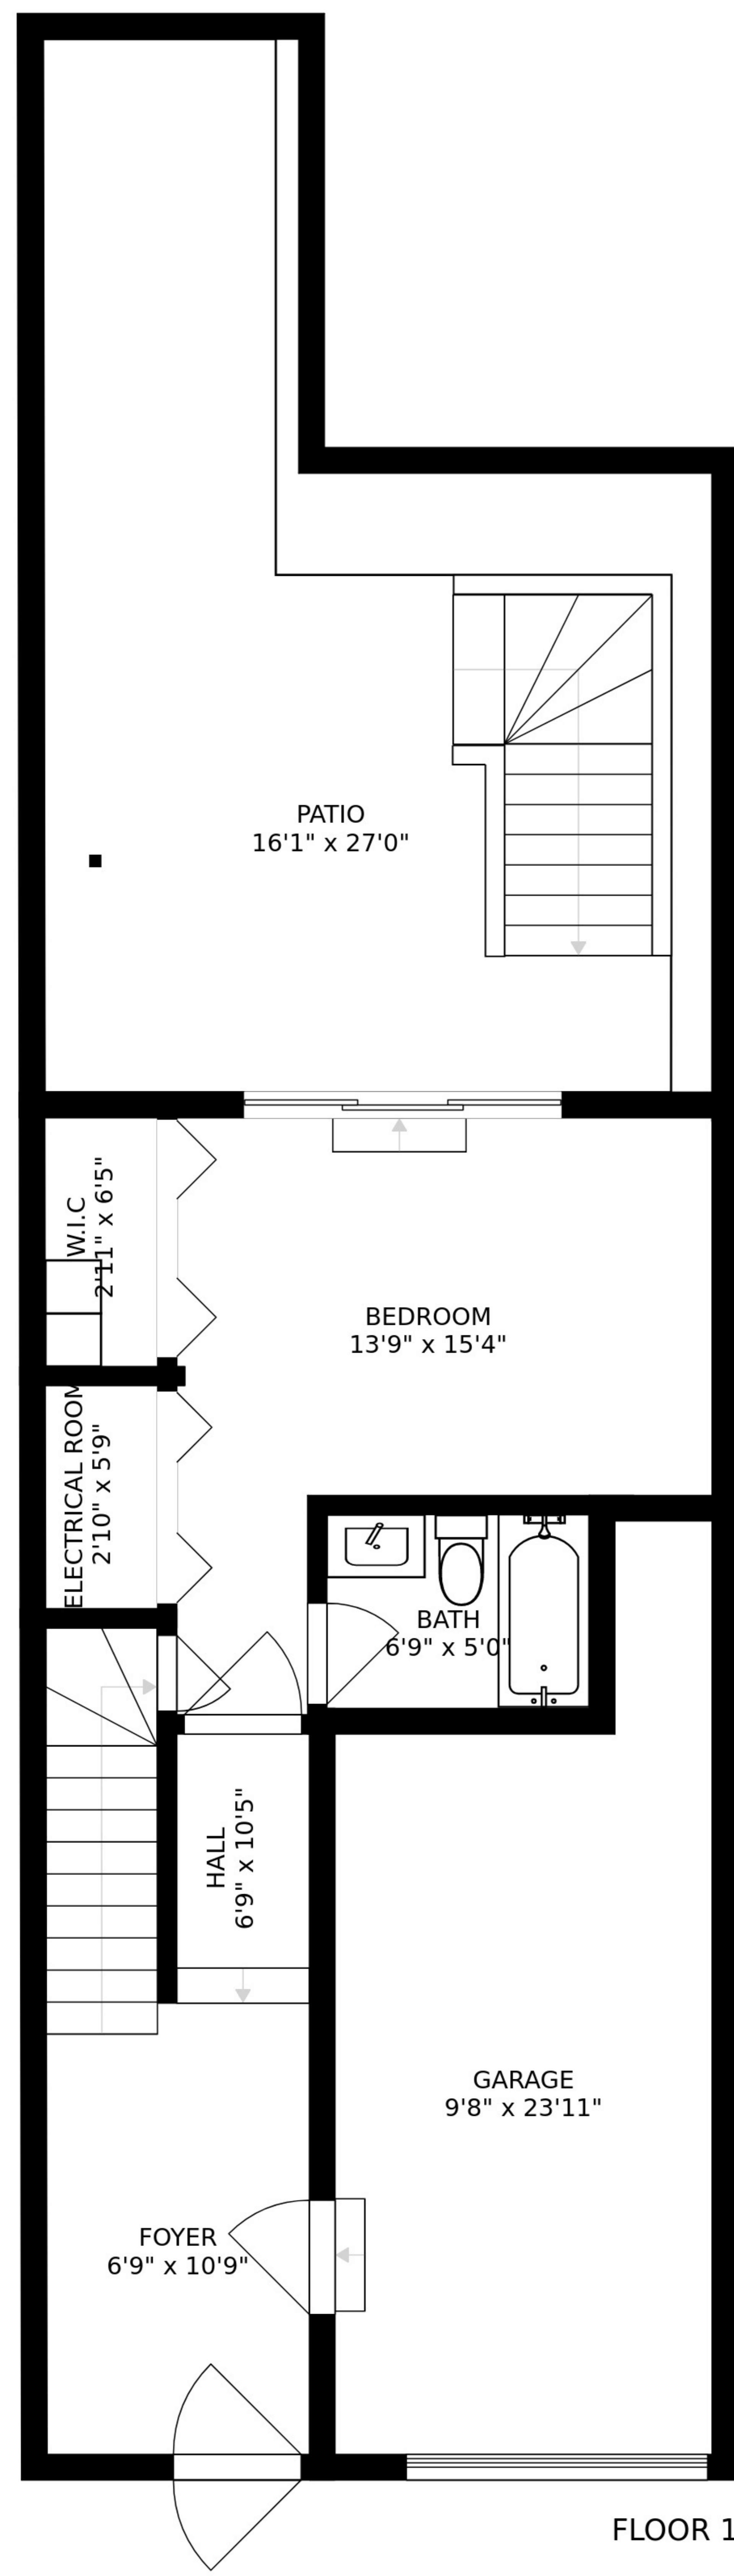 PATIO
16'1" x 27'0"
W.I.C
2'11" x 6'5"
BEDROOM
13'9" x 15'4"
ELECTRICAL ROOM
2'10" x 5'9"
BATH
6'9" x 5'0"
HALL
6'9" x 10'5"
GARAGE
9'8" x 23'11"
FOYER
6'9" x 10'9"
FLOOR 1